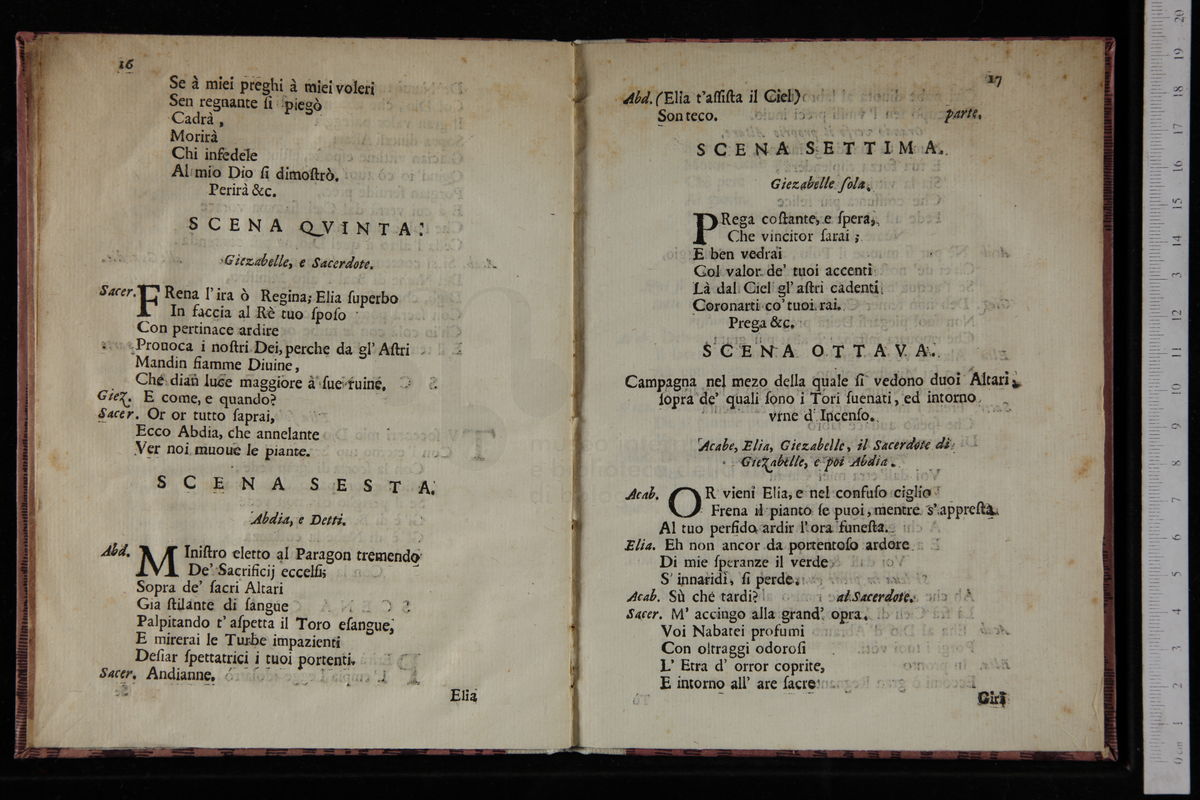 16
Se à miei preghi à miei voleri
Sen regnante ſi piegò
Cadrà,
Morirà
Chi infedele
Al mio Dio ſi dimoſtrò.
Perirà &c.
SCENA QVINTA.
Giezabelle, e Sacerdote.
Sacer. FRena l'ira ò Regina; Elia ſuperbo
In faccia al Rè tuo ſpoſo
Con pertinace ardire
Prouoca i noſtri Dei, perche da gl' Aſtri
Mandin fiamme Diuine,
Che dian luce maggiore à ſue ruine.
Giez. E come, e quando?
Sacer. Or or tutto ſaprai,
Ecco Abdia, che annelante
Ver noi muoue le piante.
SCENA SESTA.
Abdia, e Detti.
Abd. MIniſtro eletto al Paragon tremendo
De' Sacrificij eccelſi;
Sopra de' ſacri Altari
Gia ſtilante di ſangue
Palpitando t' aſpetta il Toro eſangue,
E mirerai le Turbe impazienti
Deſiar ſpettatrici i tuoi portenti.
Sacer. Andianne.
Elia
17
Abd. (Elia t'aſſiſta il Ciel)
Son teco. parte.
SCENA SETTIMA.
Giezabelle ſola.
PRega coſtante, e ſpera,
Che vincitor ſarai;
E ben vedrai
Col valor de' tuoi accenti
Là dal Ciel gl' aſtri cadenti
Coronarti co' tuoi rai.
Prega &c.
SCENA OTTAVA.
Campagna nel mezo della quale ſi vedono duoi Altari,
ſopra de' quali ſono i Tori ſuenati, ed intorno
vrne d' Incenſo.
Acabe, Elia, Giezabelle, il Sacerdote di
Giezabelle, e poi Abdia.
Acab. OR vieni Elia, e nel confuſo ciglio
Frena il pianto ſe puoi, mentre s' appreſta
Al tuo perfido ardir l' ora funeſta.
Elia. Eh non ancor da portentoſo ardore
Di mie ſperanze il verde
S' innaridì, ſi perde.
Acab. Sù che tardi? al Sacerdote.
Sacer. M' accingo alla grand' opra.
Voi Nabatei profumi
Con oltraggi odoroſi
L' Etra d' orror coprite,
E intorno all' are ſacre
Giri